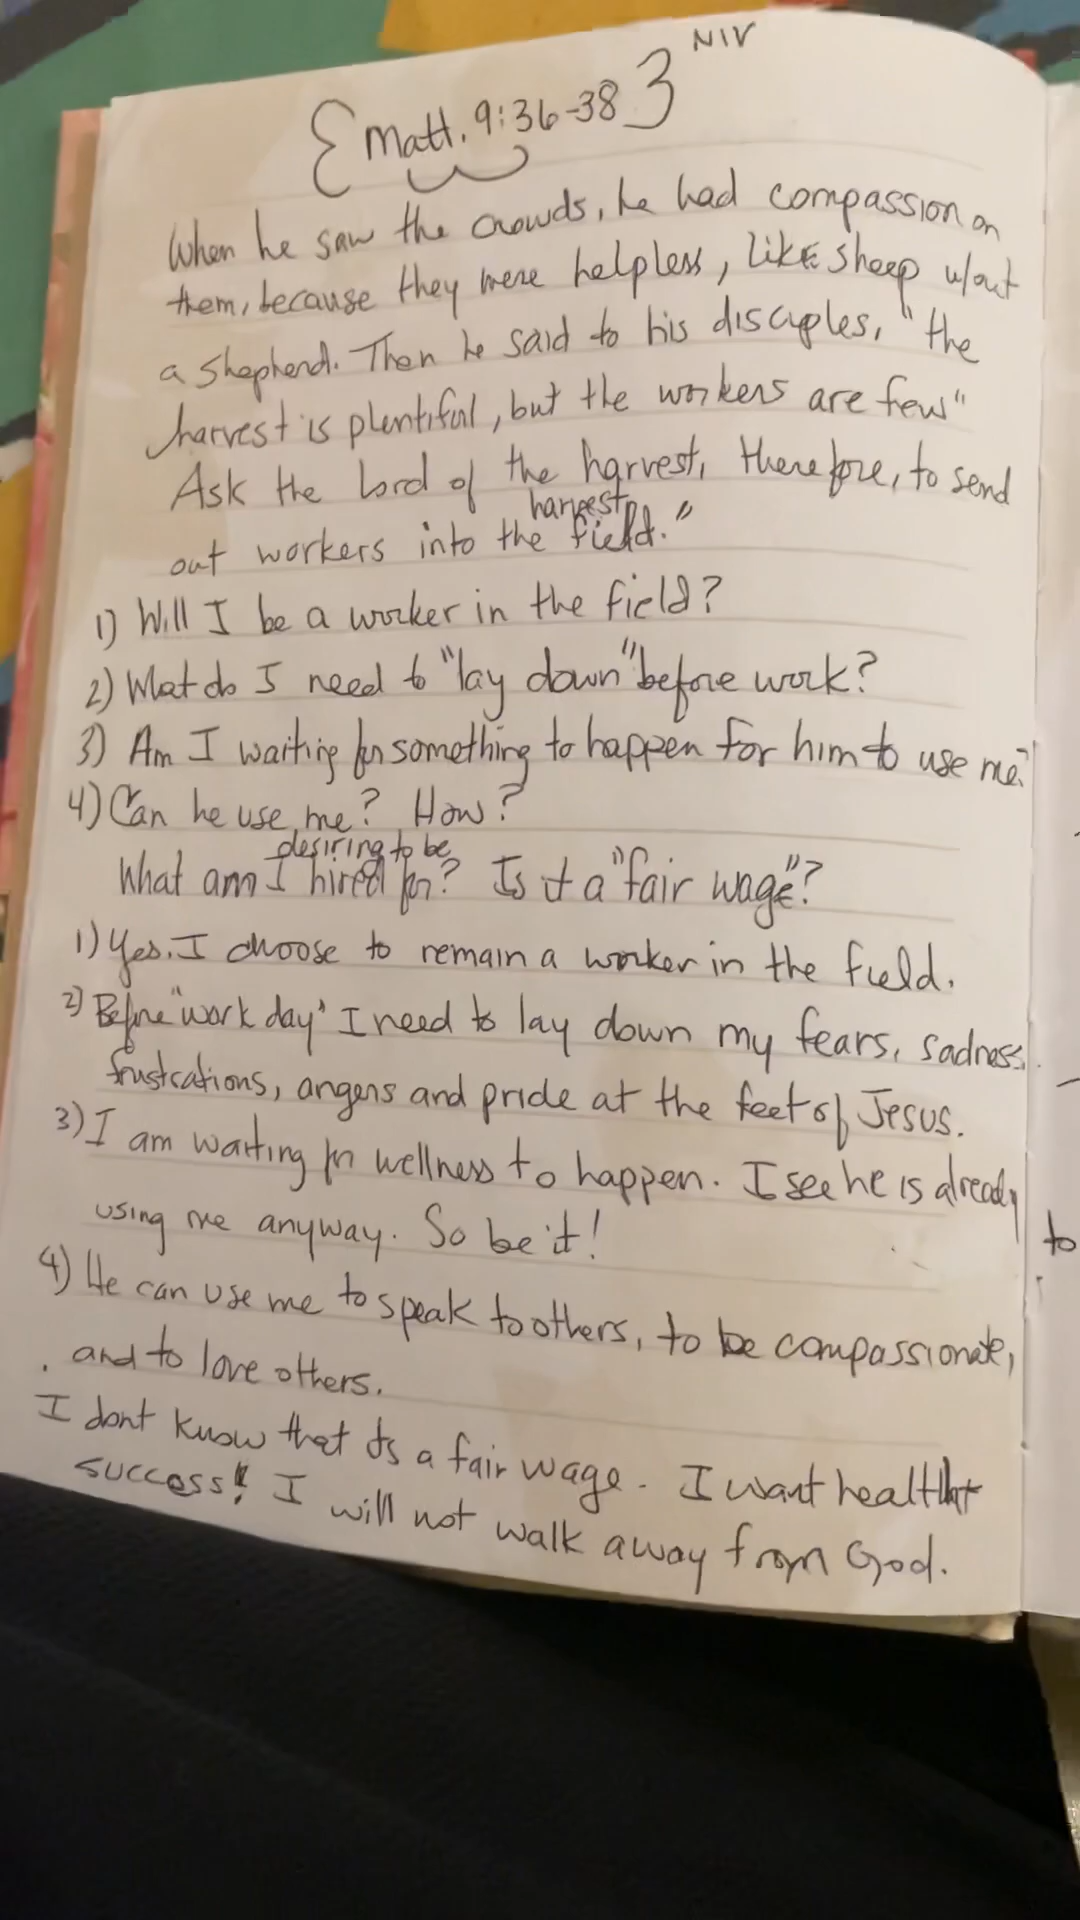 { Matt. 9:36-38 } NIV
When he saw the crowds, he had compassion on
them, because they were helpless, like sheep w/out
a shepherd. Then he said to his disciples, "the
harvest is plentiful, but the workers are few"
Ask the Lord of the harvest, therefore, to send
harvest
out workers into the field."
1) Will I be a worker in the field?
2) What do I need to "lay down" before work?
3) Am I waiting for something to happen for him to use me?
4) Can he use me? How?
desiring to be
What am I hired for? Is it a "fair wage"?
1) Yes. I choose to remain a worker in the field.
2) Before "work day" I need to lay down my fears, sadness,
frustrations, angers and pride at the feet of Jesus.
3) I am waiting for wellness to happen. I see he is already
using me anyway. So be it!
4) He can use me to speak to others, to be compassionate,
and to love others.
I dont know that its a fair wage. I want health
success! I will not walk away from God.
to